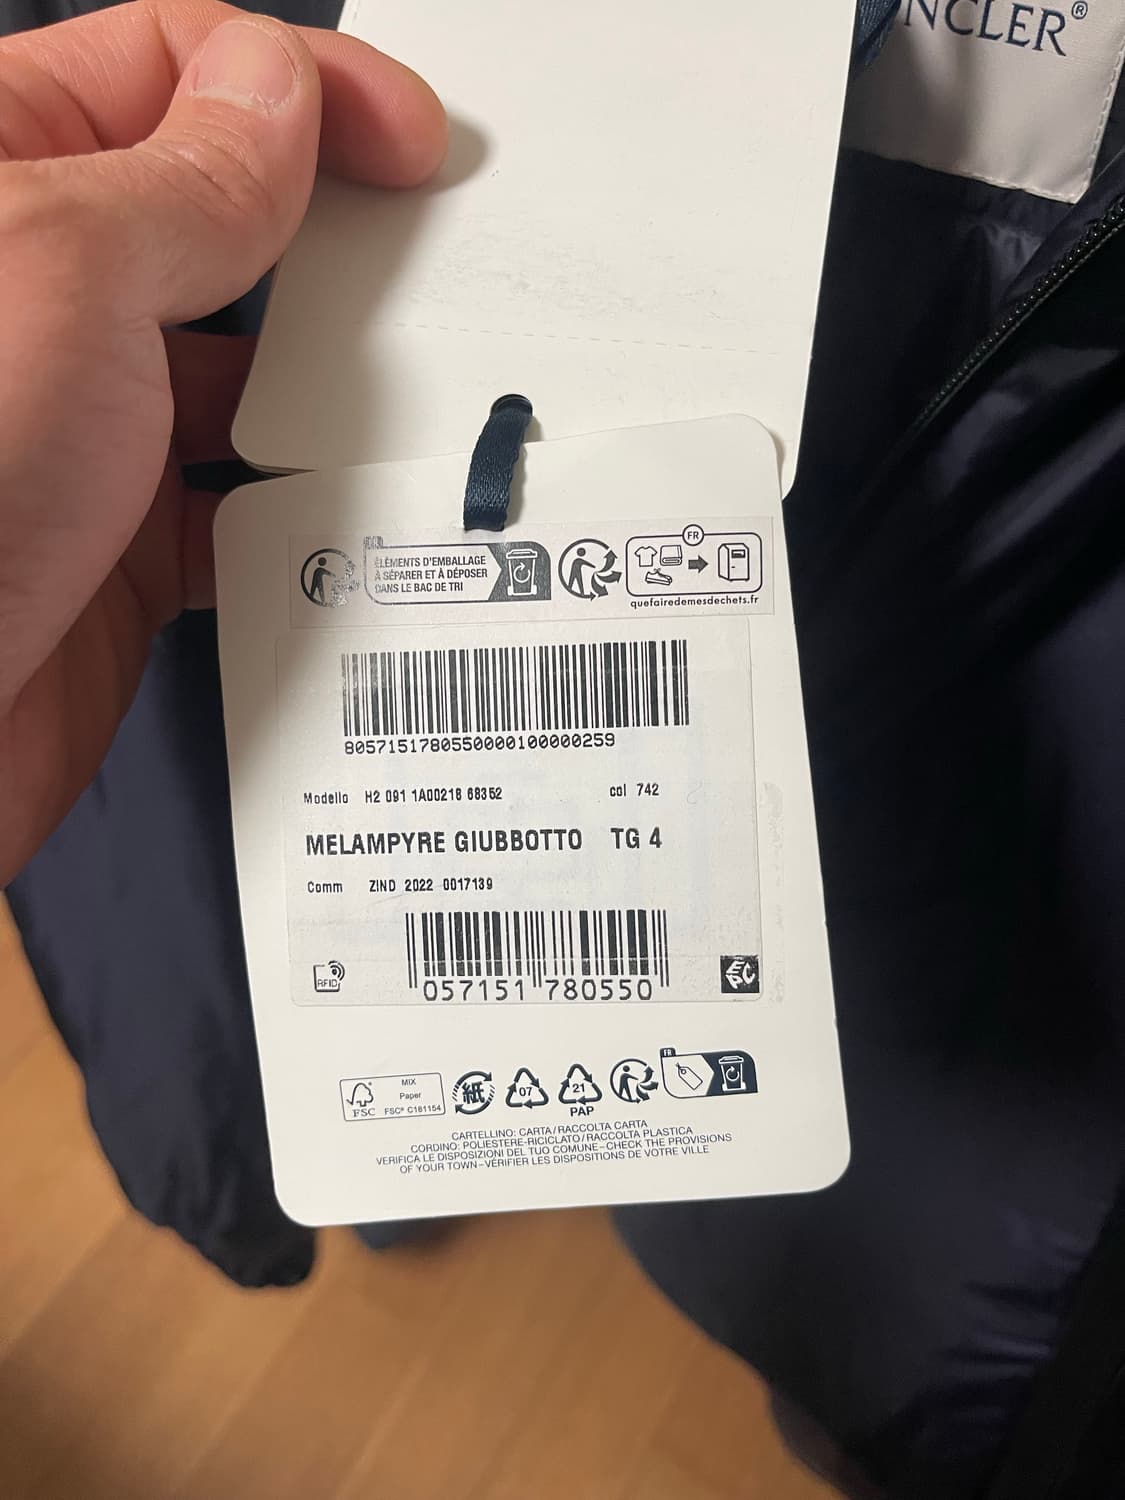 NCLER®
ÉLÉMENTS D'EMBALLAGE
À SÉPARER ET À DÉPOSER
DANS LE BAC DE TRI
FR
quefairedemesdechets.fr
8057151780550000100000259
Modello H2 091 1A00218 68352 col 742
MELAMPYRE GIUBBOTTO TG 4
Comm ZIND 2022 0017139
RFID
057151 780550
EPC
FSC
MIX
Paper
FSC® C181154
紙
07
21
PAP
FR
CARTELLINO: CARTA/RACCOLTA CARTA
CORDINO: POLIESTERE-RICICLATO/RACCOLTA PLASTICA
VERIFICA LE DISPOSIZIONI DEL TUO COMUNE-CHECK THE PROVISIONS
OF YOUR TOWN-VÉRIFIER LES DISPOSITIONS DE VOTRE VILLE